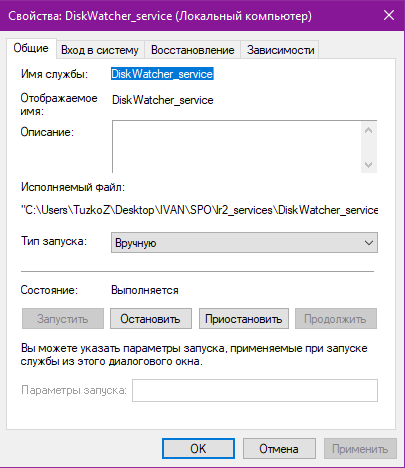 Свойства: DiskWatcher_service (Локальный компьютер)
Общие Вход в систему Восстановление Зависимости
Имя службы: DiskWatcher_service
Отображаемое имя: DiskWatcher_service
Описание:
Исполняемый файл:
"C:\Users\TuzkoZ\Desktop\IVAN\SPO\lr2_services\DiskWatcher_service
Тип запуска: Вручную
Состояние: Выполняется
Запустить Остановить Приостановить Продолжить
Вы можете указать параметры запуска, применяемые при запуске
службы из этого диалогового окна.
Параметры запуска:
OK Отмена Применить